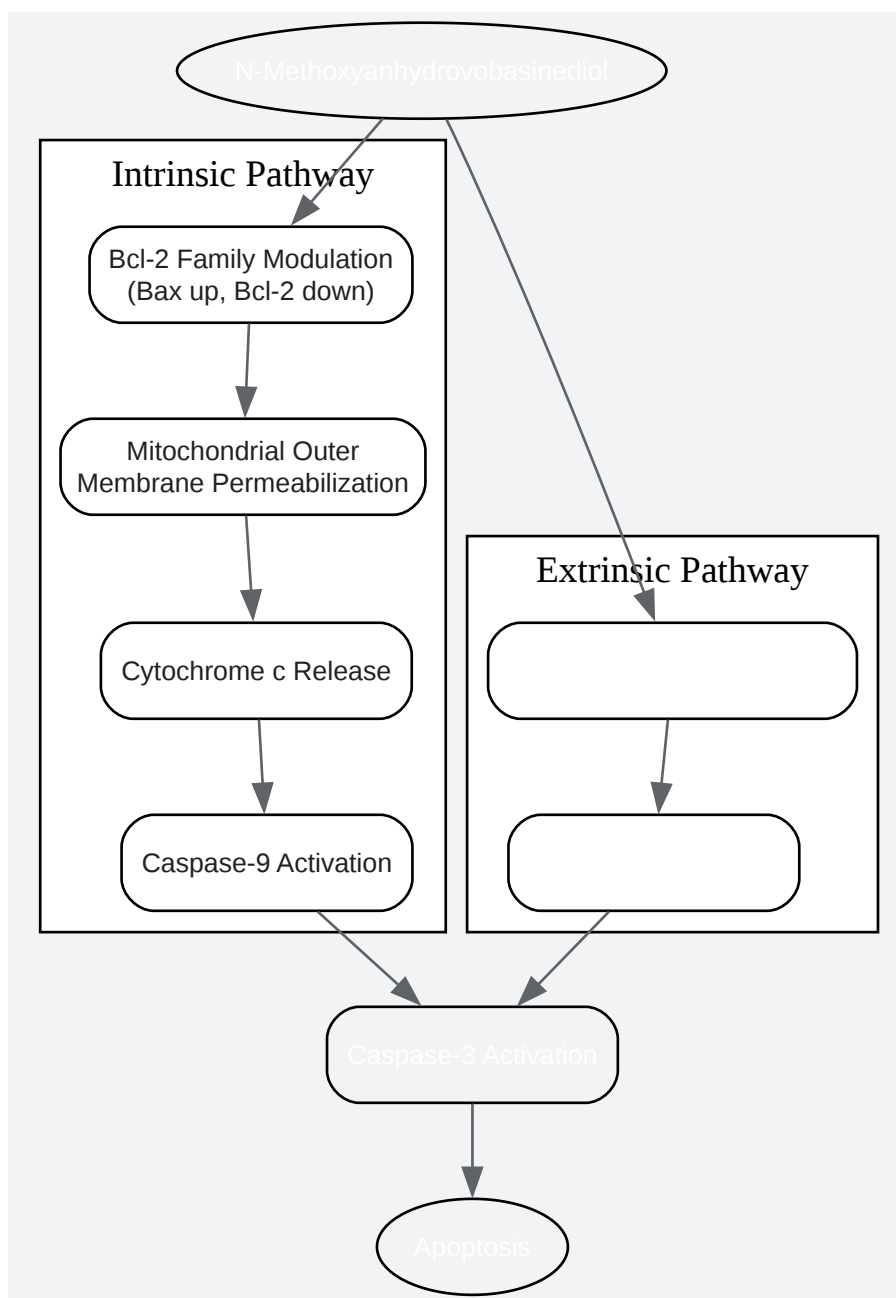 N-Methoxyanhydrovobasinediol
Intrinsic Pathway
Bcl-2 Family Modulation
(Bax up, Bcl-2 down)
Mitochondrial Outer
Membrane Permeabilization
Extrinsic Pathway
Cytochrome c Release
Caspase-9 Activation
Caspase-3 Activation
Apoptosis